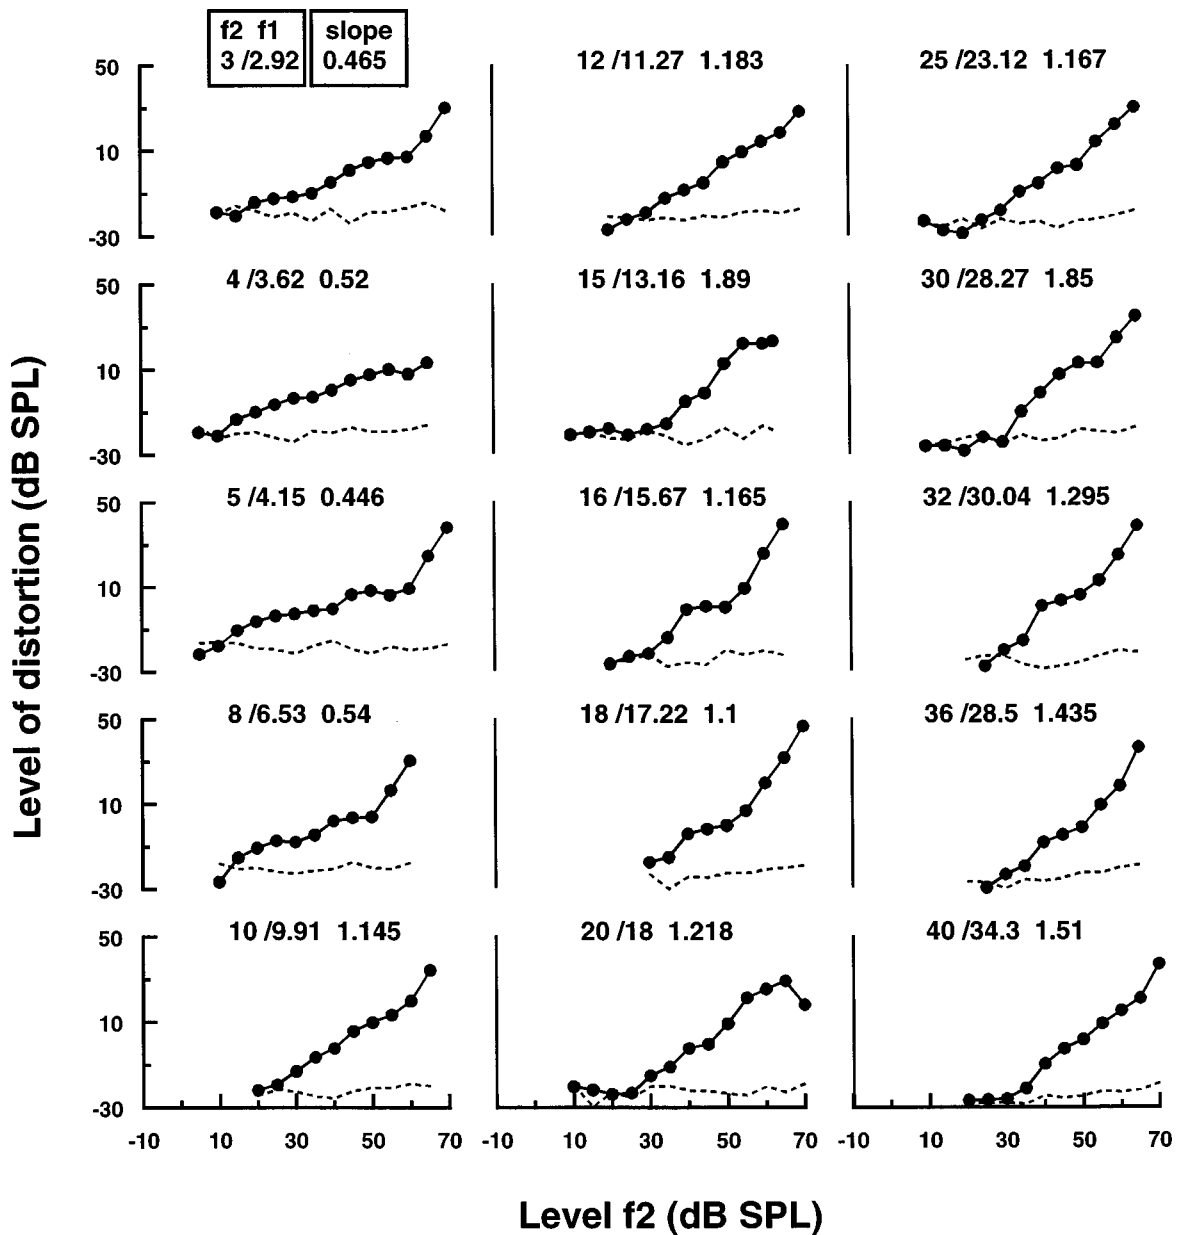 f2 f1 slope
3 /2.92 0.465
12 /11.27 1.183
25 /23.12 1.167
50
10
-30
4 /3.62 0.52
15 /13.16 1.89
30 /28.27 1.85
50
10
-30
5 /4.15 0.446
16 /15.67 1.165
32 /30.04 1.295
50
10
-30
8 /6.53 0.54
18 /17.22 1.1
36 /28.5 1.435
50
10
-30
10 /9.91 1.145
20 /18 1.218
40 /34.3 1.51
50
10
-30
-10 10 30 50 70
-10 10 30 50 70
-10 10 30 50 70
Level of distortion (dB SPL)
Level f2 (dB SPL)